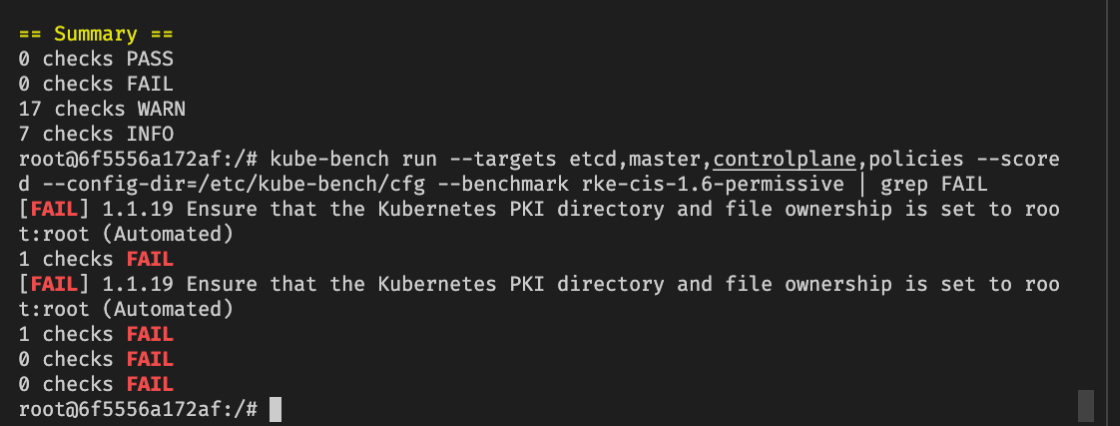 == Summary ==
0 checks PASS
0 checks FAIL
17 checks WARN
7 checks INFO
root@6f5556a172af:/# kube-bench run --targets etcd,master,controlplane,policies --score
d --config-dir=/etc/kube-bench/cfg --benchmark rke-cis-1.6-permissive | grep FAIL
[FAIL] 1.1.19 Ensure that the Kubernetes PKI directory and file ownership is set to roo
t:root (Automated)
1 checks FAIL
[FAIL] 1.1.19 Ensure that the Kubernetes PKI directory and file ownership is set to roo
t:root (Automated)
1 checks FAIL
0 checks FAIL
0 checks FAIL
root@6f5556a172af:/#